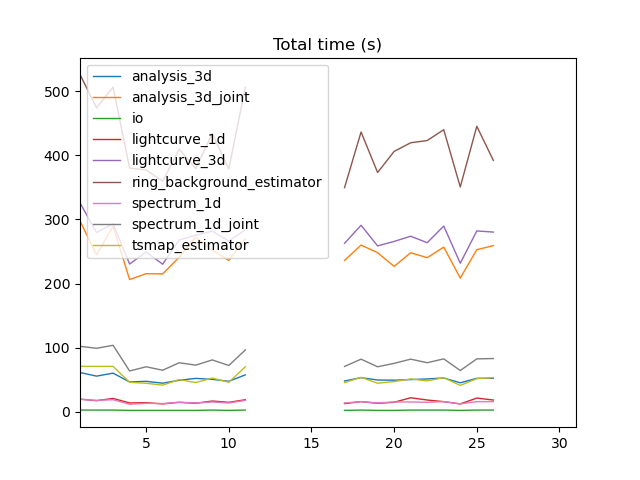 Total time (s)
500
400
300
200
100
0
analysis_3d
analysis_3d_joint
io
lightcurve_1d
lightcurve_3d
ring_background_estimator
spectrum_1d
spectrum_1d_joint
tsmap_estimator
5 10 15 20 25 30